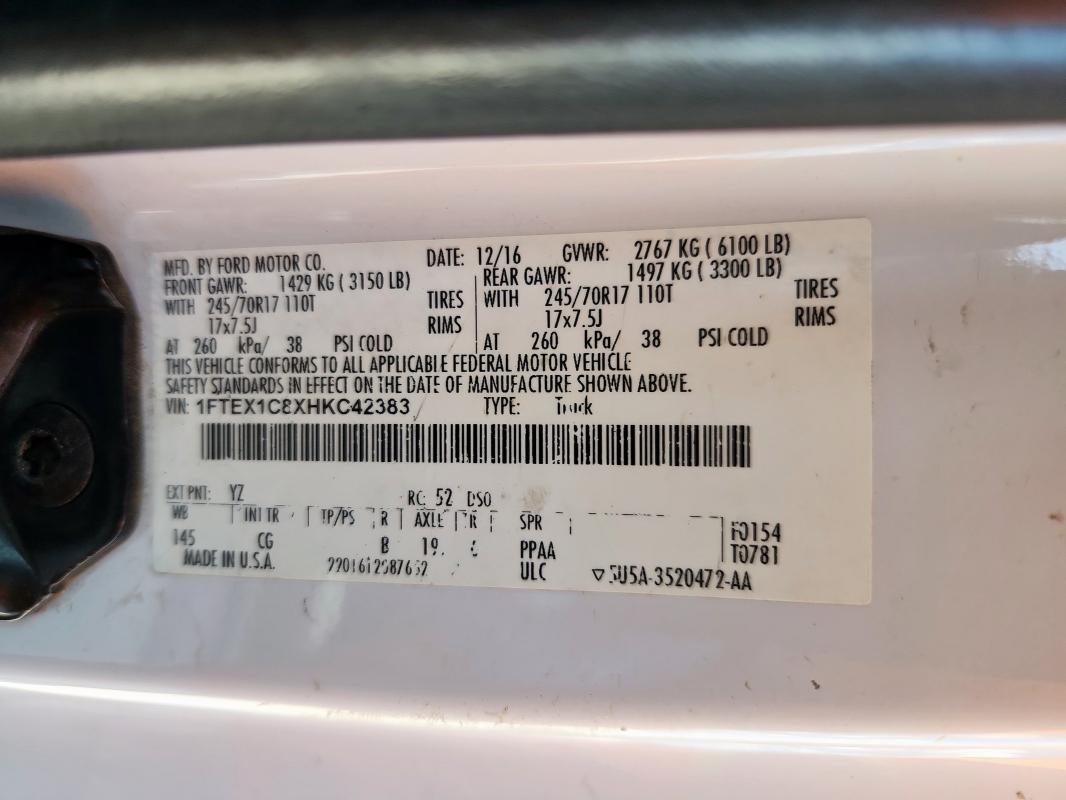 MFD. BY FORD MOTOR CO.
DATE: 12/16 GVWR: 2767 KG ( 6100 LB)
FRONT GAWR: 1429 KG ( 3150 LB)
REAR GAWR: 1497 KG ( 3300 LB)
WITH 245/70R17 110T TIRES
WITH 245/70R17 110T TIRES
17x7.5J RIMS
17x7.5J RIMS
AT 260 kPa/ 38 PSI COLD
AT 260 kPa/ 38 PSI COLD
THIS VEHICLE CONFORMS TO ALL APPLICABLE FEDERAL MOTOR VEHICLE
SAFETY STANDARDS IN EFFECT ON THE DATE OF MANUFACTURE SHOWN ABOVE.
VIN: 1FTEX1C8XHKC42383 TYPE: Truck
EXT PNT: YZ RC: 52 DSO
WB INT TR TP/PS R AXLE TR SPR
145 CG B 19 PPAA
F0154
T0781
MADE IN U.S.A. ULC 5U5A-3520472-AA